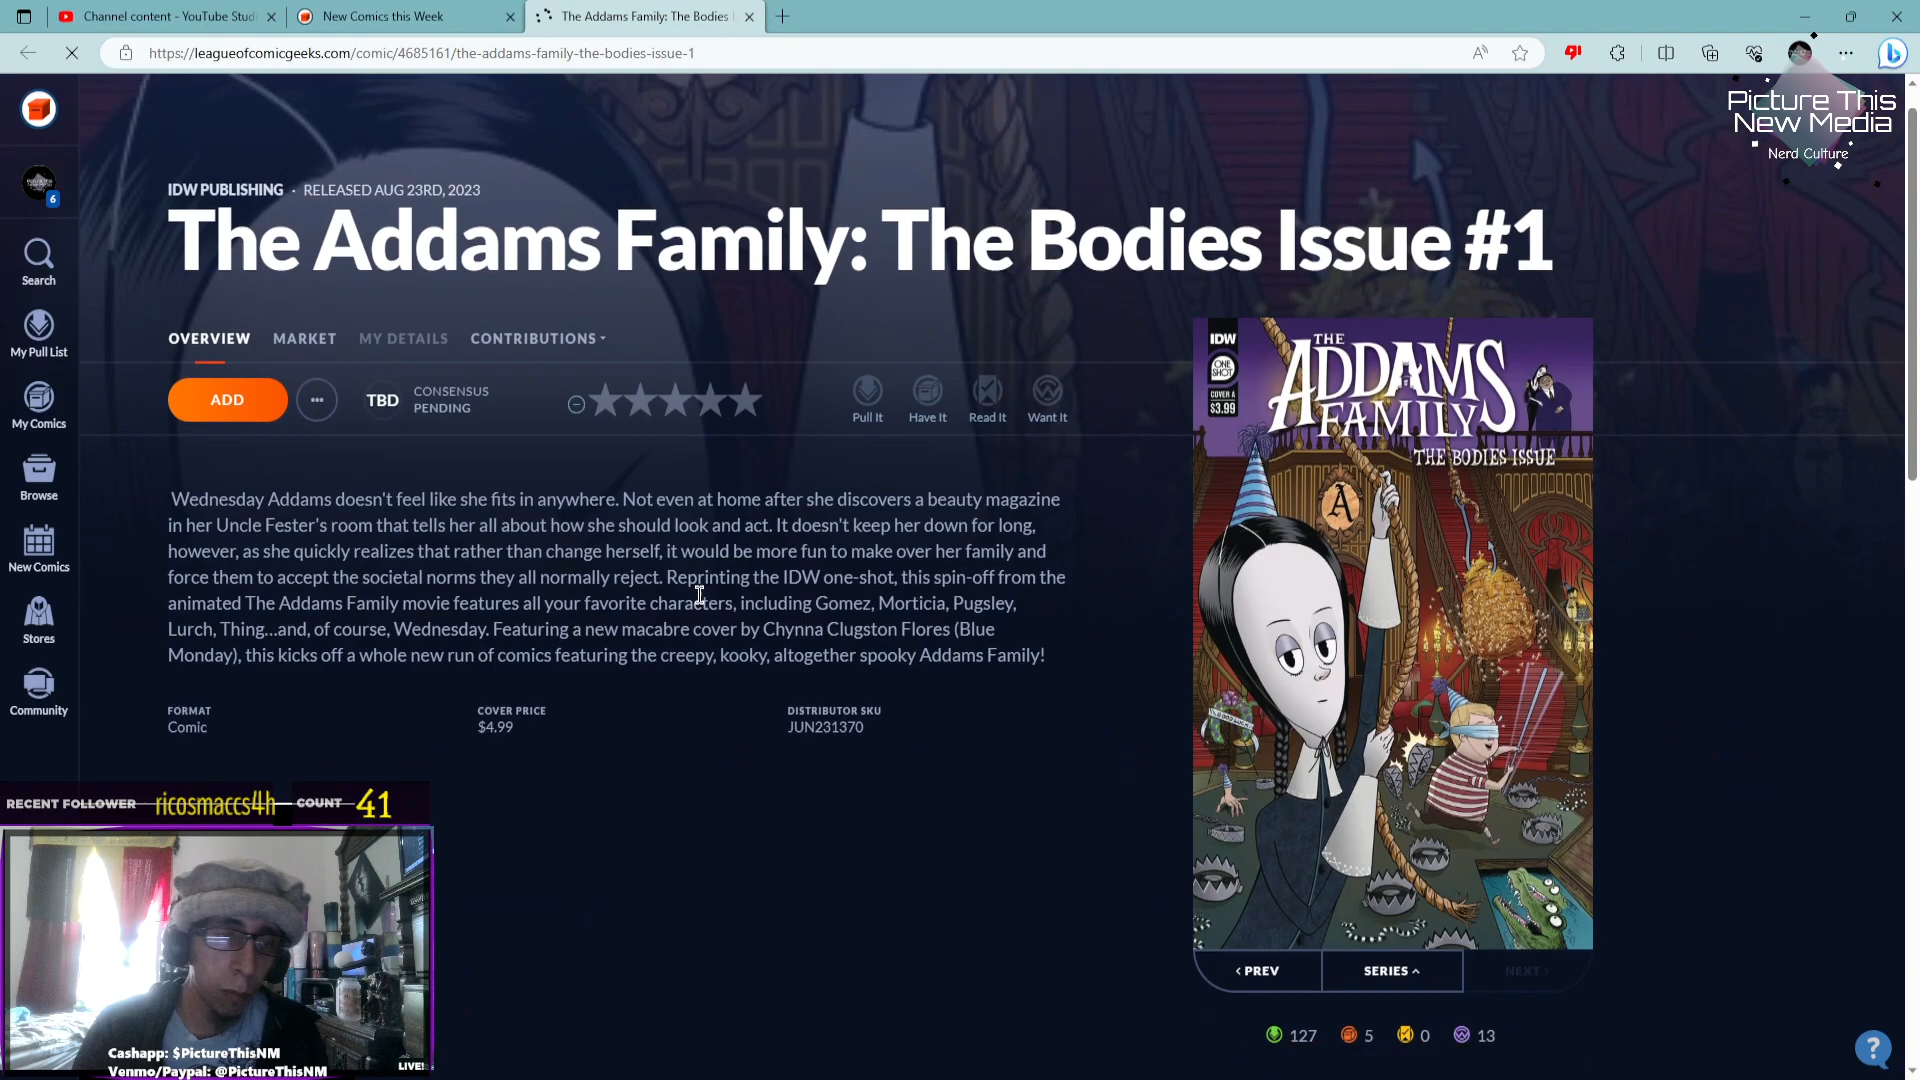 Channel content - YouTube Stud
New Comics this Week
The Addams Family: The Bodies
https://leagueofcomicgeeks.com/comic/4685161/the-addams-family-the-bodies-issue-1
Picture This
New Media
Nerd Culture
6
Search
My Pull List
My Comics
Browse
New Comics
Stores
Community
IDW PUBLISHING · RELEASED AUG 23RD, 2023
The Addams Family: The Bodies Issue #1
OVERVIEW MARKET MY DETAILS CONTRIBUTIONS
ADD
TBD
CONSENSUS
PENDING
Pull It
Have It
Read It
Want It
Wednesday Addams doesn't feel like she fits in anywhere. Not even at home after she discovers a beauty magazine
in her Uncle Fester's room that tells her all about how she should look and act. It doesn't keep her down for long,
however, as she quickly realizes that rather than change herself, it would be more fun to make over her family and
force them to accept the societal norms they all normally reject. Reprinting the IDW one-shot, this spin-off from the
animated The Addams Family movie features all your favorite characters, including Gomez, Morticia, Pugsley,
Lurch, Thing...and, of course, Wednesday. Featuring a new macabre cover by Chynna Clugston Flores (Blue
Monday), this kicks off a whole new run of comics featuring the creepy, kooky, altogether spooky Addams Family!
FORMAT
Comic
COVER PRICE
$4.99
DISTRIBUTOR SKU
JUN231370
IDW
ONE
SHOT
COVER A
$3.99
THE
ADDAMS
FAMILY
THE BODIES ISSUE
A
PREV
SERIES
NEXT
127
5
0
13
?
RECENT FOLLOWER ricosmaccs4h COUNT 41
Cashapp: $PictureThisNM
Venmo/Paypal: @PictureThisNM
LIVE!